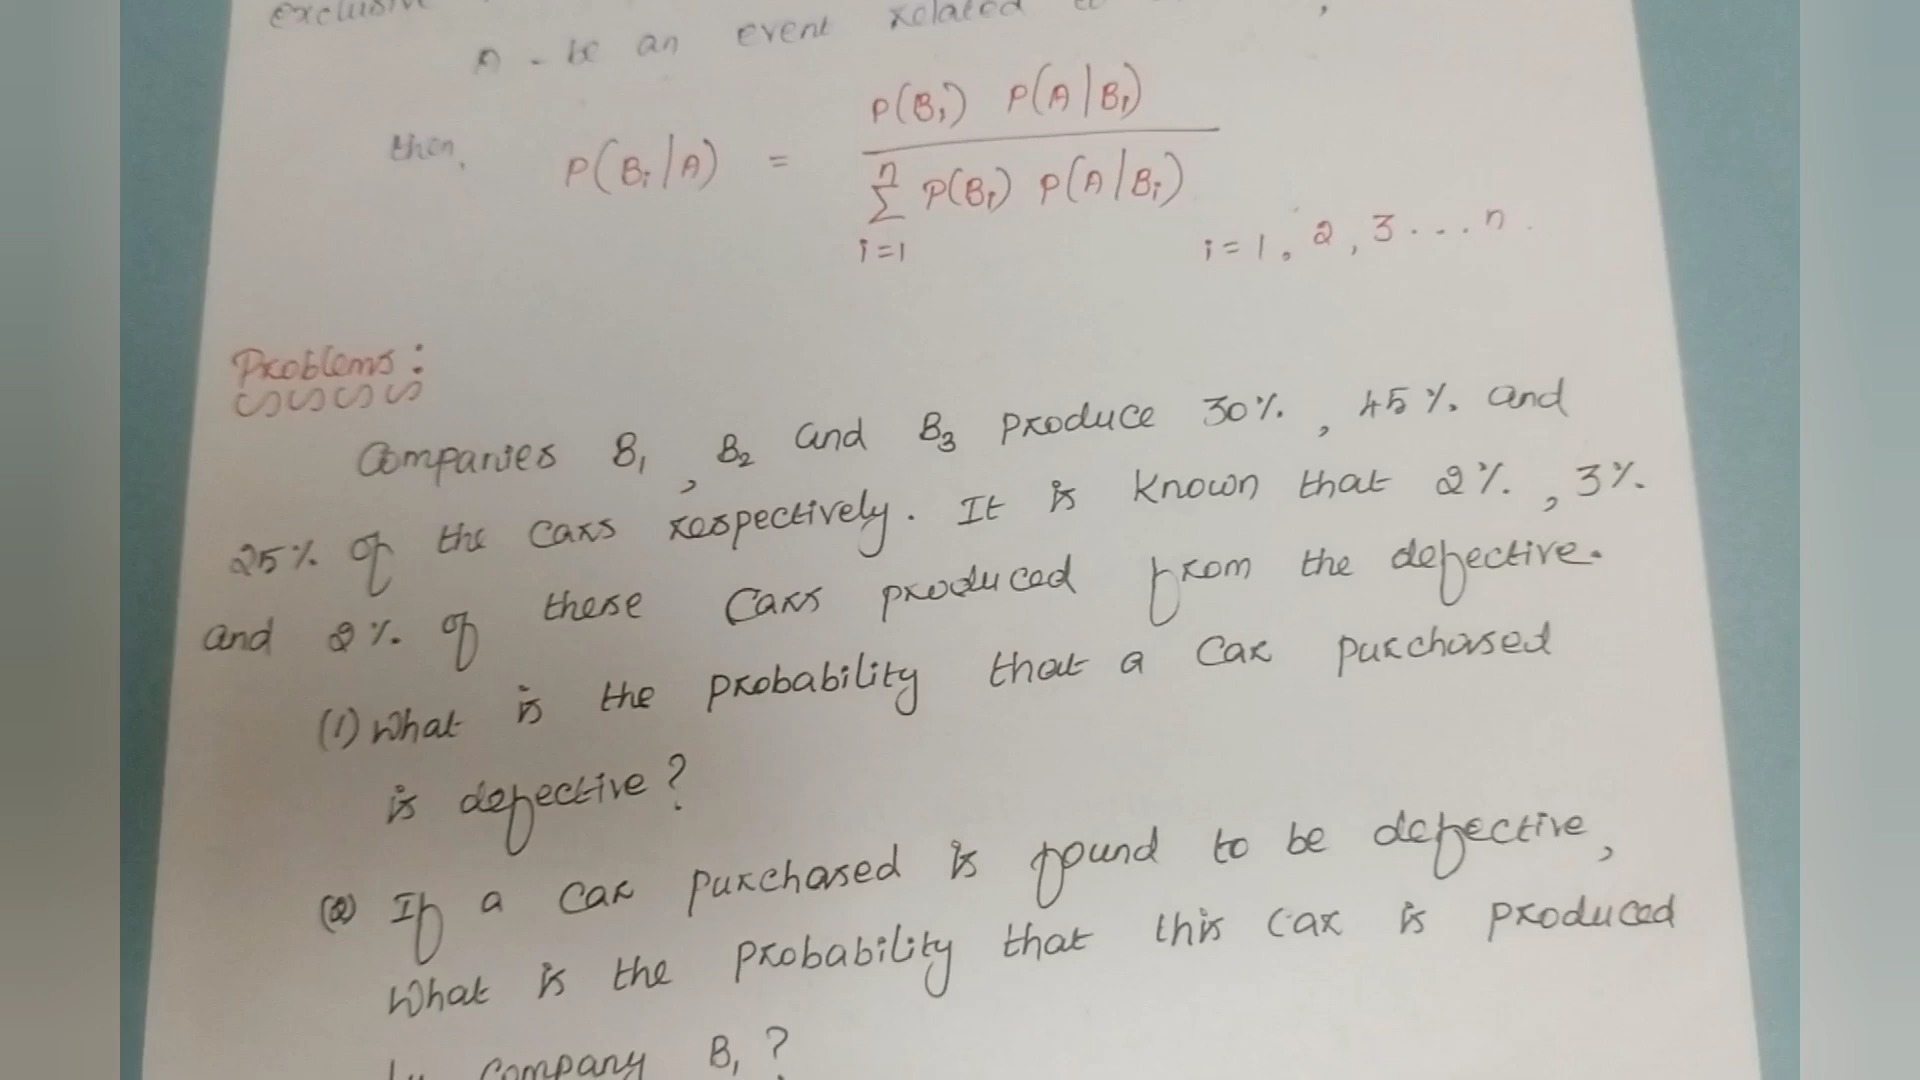 exclusive
A - be an event related
then, P(Bi/A) = P(Bi) P(A/Bi)
n Σ i=1 P(Bi) P(A/Bi)
i = 1, 2, 3 ... n.
Problems :
Companies B1, B2 and B3 produce 30%, 45% and
25% of the cars respectively. It is known that 2%, 3%
and 2% of these cars produced from the defective.
(1) What is the probability that a car purchased
is defective?
(2) If a car purchased is found to be defective,
what is the probability that this car is produced
by company B1 ?